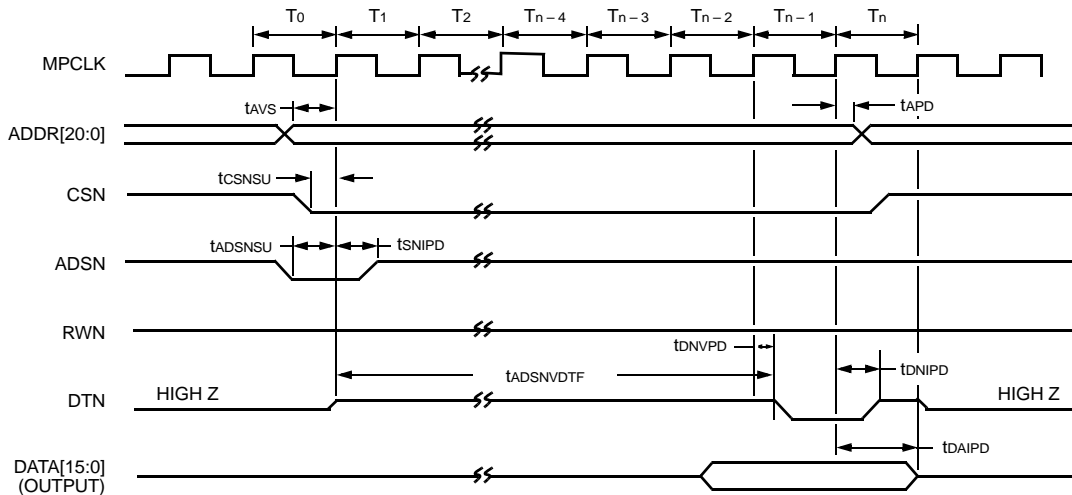 T0 T1 T2 Tn – 4 Tn – 3 Tn – 2 Tn – 1 Tn
MPCLK
tAVS
tAPD
ADDR[20:0]
tCSNSU
CSN
tADSNSU
tSNIPD
ADSN
RWN
tDNVPD
tADSNVDTF
tDNIPD
HIGH Z
HIGH Z
DTN
tDAIPD
DATA[15:0]
(OUTPUT)